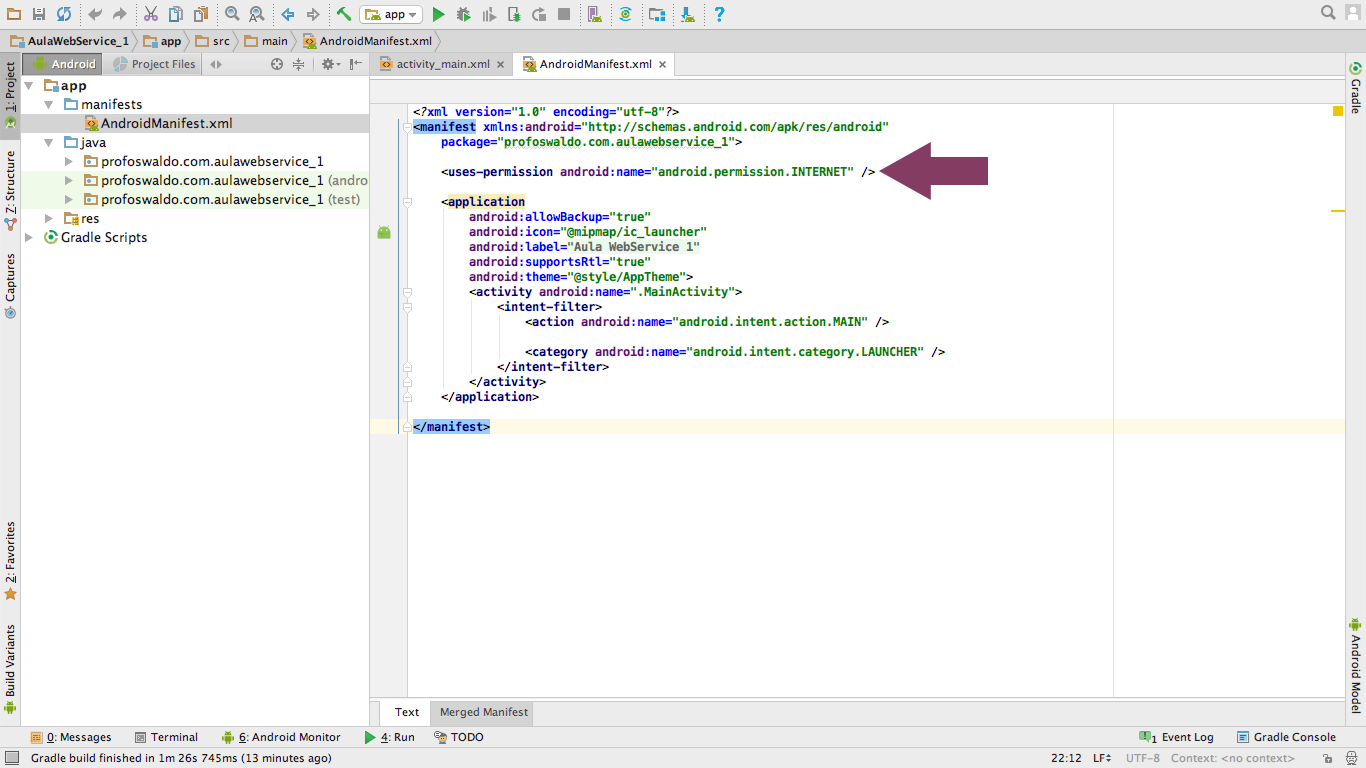 app
AulaWebService_1
app
src
main
AndroidManifest.xml
Android
Project Files
activity_main.xml
AndroidManifest.xml
1: Project
Z: Structure
Captures
2: Favorites
Build Variants
app
manifests
AndroidManifest.xml
java
profoswaldo.com.aulawebservice_1
profoswaldo.com.aulawebservice_1 (andro
profoswaldo.com.aulawebservice_1 (test)
res
Gradle Scripts
<?xml version="1.0" encoding="utf-8"?>
<manifest xmlns:android="http://schemas.android.com/apk/res/android"
    package="profoswaldo.com.aulawebservice_1">
    <uses-permission android:name="android.permission.INTERNET" />
    <application
        android:allowBackup="true"
        android:icon="@mipmap/ic_launcher"
        android:label="Aula WebService 1"
        android:supportsRtl="true"
        android:theme="@style/AppTheme">
        <activity android:name=".MainActivity">
            <intent-filter>
                <action android:name="android.intent.action.MAIN" />
                <category android:name="android.intent.category.LAUNCHER" />
            </intent-filter>
        </activity>
    </application>
</manifest>
Gradle
Android Model
Text
Merged Manifest
0: Messages
Terminal
6: Android Monitor
4: Run
TODO
1 Event Log
Gradle Console
Gradle build finished in 1m 26s 745ms (13 minutes ago)
22:12
LF
UTF-8
Context: <no context>